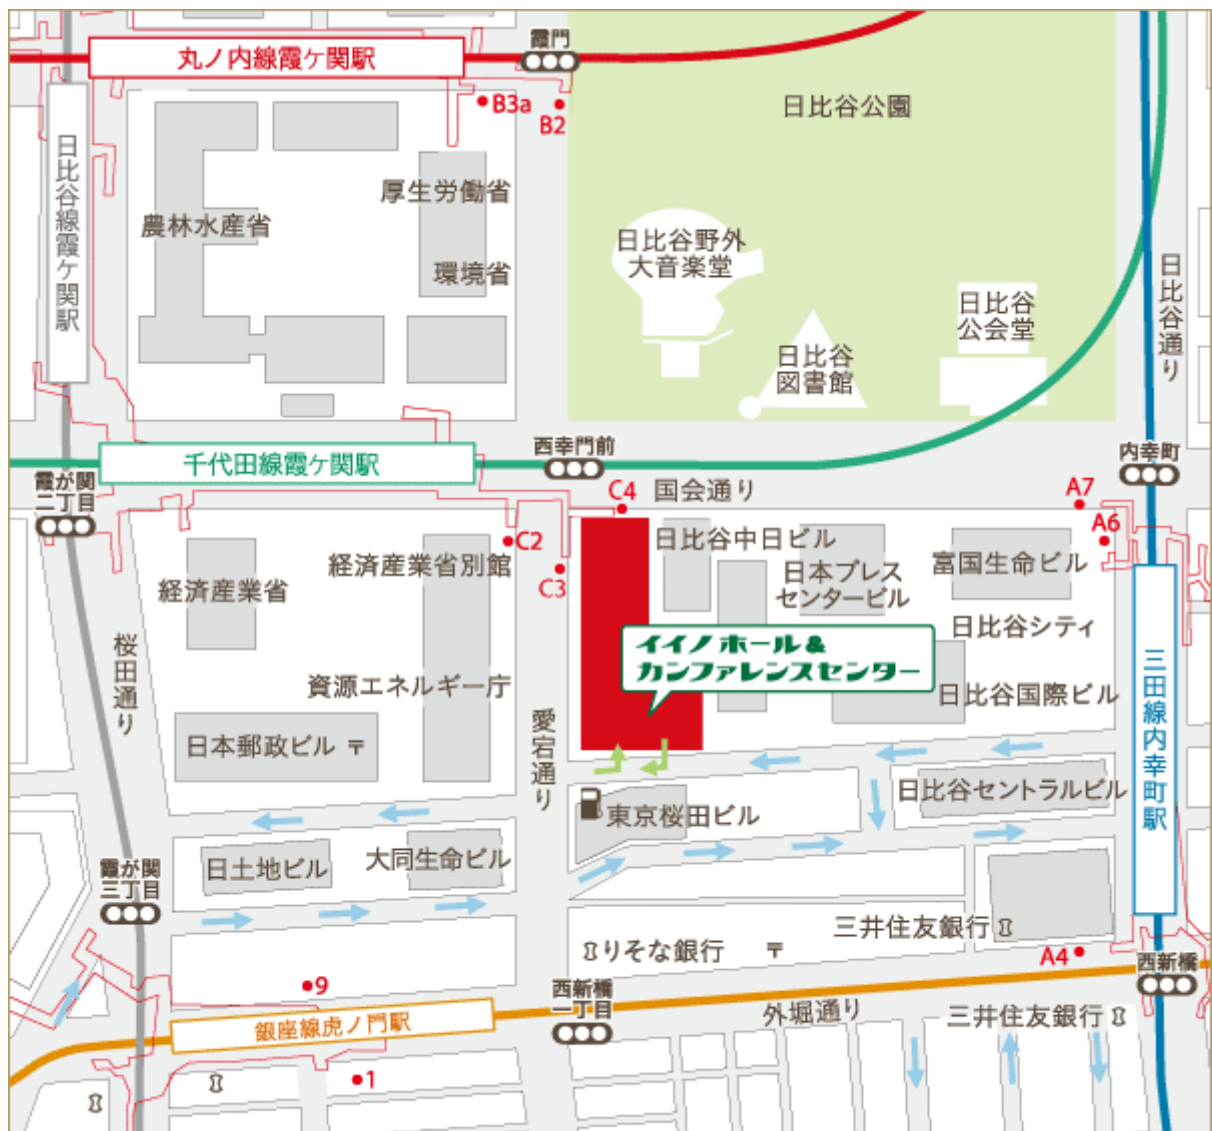 丸ノ内線霞ヶ関駅
霞門
B3a
B2
日比谷公園
日比谷線霞ケ関駅
厚生労働省
農林水産省
環境省
日比谷野外
大音楽堂
日比谷
公会堂
日比谷
図書館
日比谷通り
千代田線霞ケ関駅
西幸門前
内幸町
霞が関
二丁目
国会通り
C4
A7
A6
C2
C3
経済産業省別館
経済産業省
日比谷中日ビル
日本プレス
センタービル
富国生命ビル
日比谷シティ
イイノホール&
カンファレンスセンター
日比谷国際ビル
桜田通り
資源エネルギー庁
愛宕通り
三田線内幸町駅
日本郵政ビル 〒
日比谷セントラルビル
東京桜田ビル
日土地ビル
大同生命ビル
霞が関
三丁目
三井住友銀行
りそな銀行
〒
A4
西新橋
9
西新橋
一丁目
銀座線虎ノ門駅
外堀通り
三井住友銀行
1